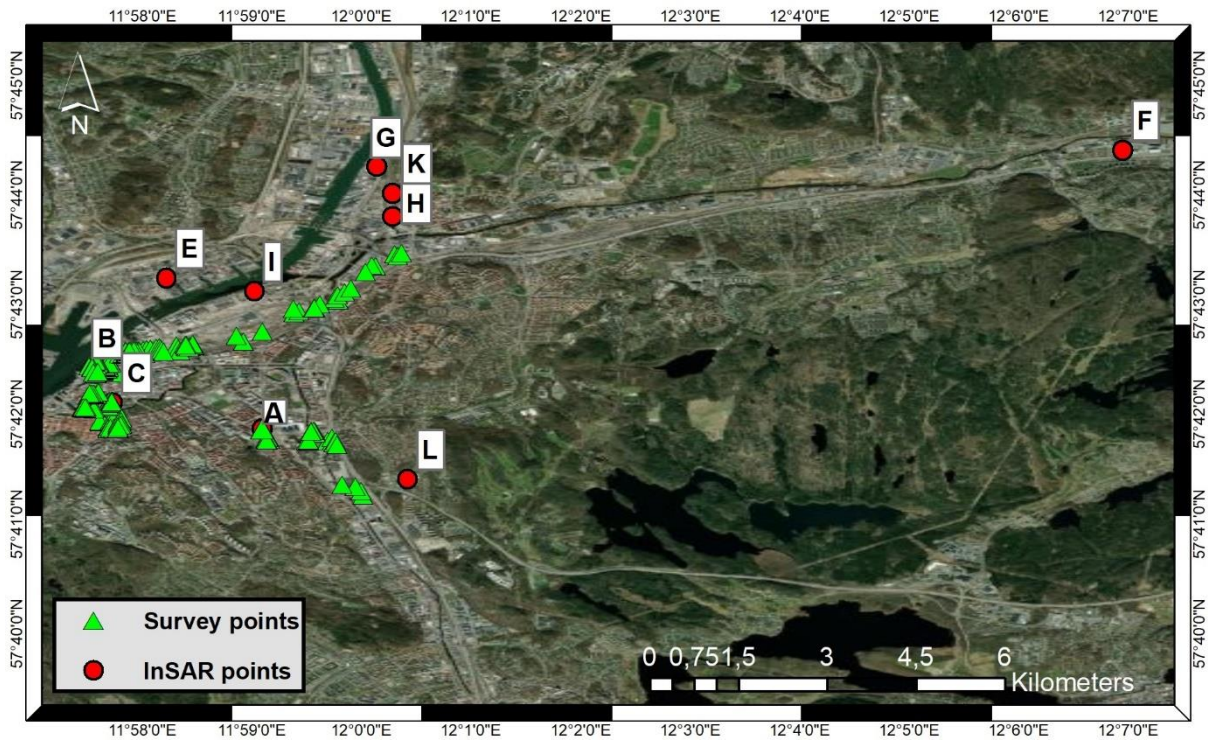 11°58'0"E 11°59'0"E 12°0'0"E 12°1'0"E 12°2'0"E 12°3'0"E 12°4'0"E 12°5'0"E 12°6'0"E 12°7'0"E
57°45'0"N 57°45'0"N
N
F
G
K
57°44'0"N 57°44'0"N
H
E
I
57°43'0"N 57°43'0"N
B
C
57°42'0"N 57°42'0"N
A
L
57°41'0"N 57°41'0"N
57°40'0"N 57°40'0"N
Survey points
InSAR points
0 0,75 1,5 3 4,5 6
Kilometers
11°58'0"E 11°59'0"E 12°0'0"E 12°1'0"E 12°2'0"E 12°3'0"E 12°4'0"E 12°5'0"E 12°6'0"E 12°7'0"E